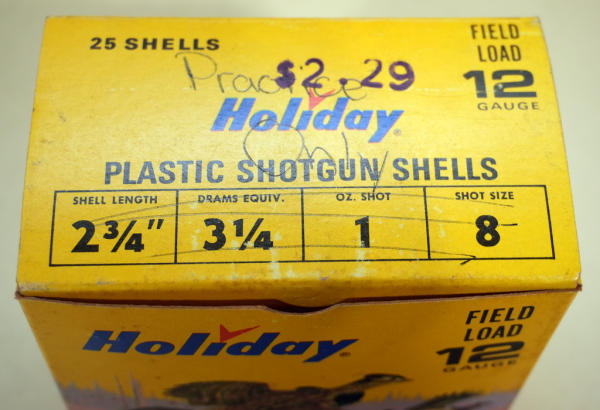 25 SHELLS
FIELD
LOAD
12
GAUGE
Practice
$2.29
Holiday®
Only
PLASTIC SHOTGUN SHELLS
SHELL LENGTH DRAMS EQUIV. OZ. SHOT SHOT SIZE
2¾" 3¼ 1 8
Holiday®
FIELD
LOAD
12
GAUGE